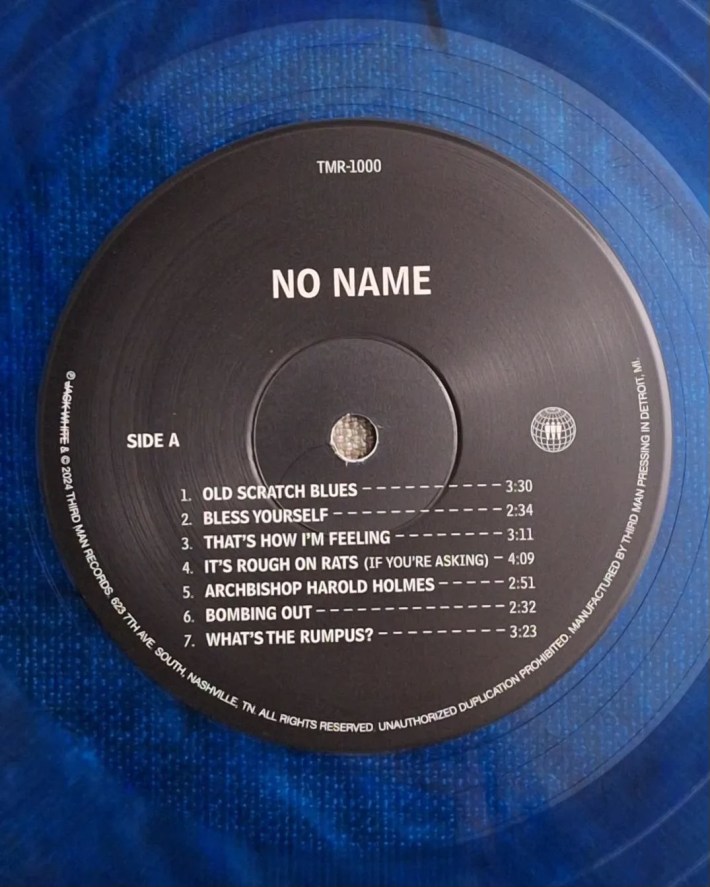 TMR-1000
NO NAME
SIDE A
1. OLD SCRATCH BLUES ----------- 3:30
2. BLESS YOURSELF -------------- 2:34
3. THAT'S HOW I'M FEELING -------- 3:11
4. IT'S ROUGH ON RATS (IF YOU'RE ASKING) - 4:09
5. ARCHBISHOP HAROLD HOLMES ----- 2:51
6. BOMBING OUT --------------- 2:32
7. WHAT'S THE RUMPUS? ---------- 3:23
℗ JACK WHITE & © 2024 THIRD MAN RECORDS. 623 7TH AVE. SOUTH, NASHVILLE, TN. ALL RIGHTS RESERVED. UNAUTHORIZED DUPLICATION PROHIBITED. MANUFACTURED BY THIRD MAN PRESSING IN DETROIT, MI.